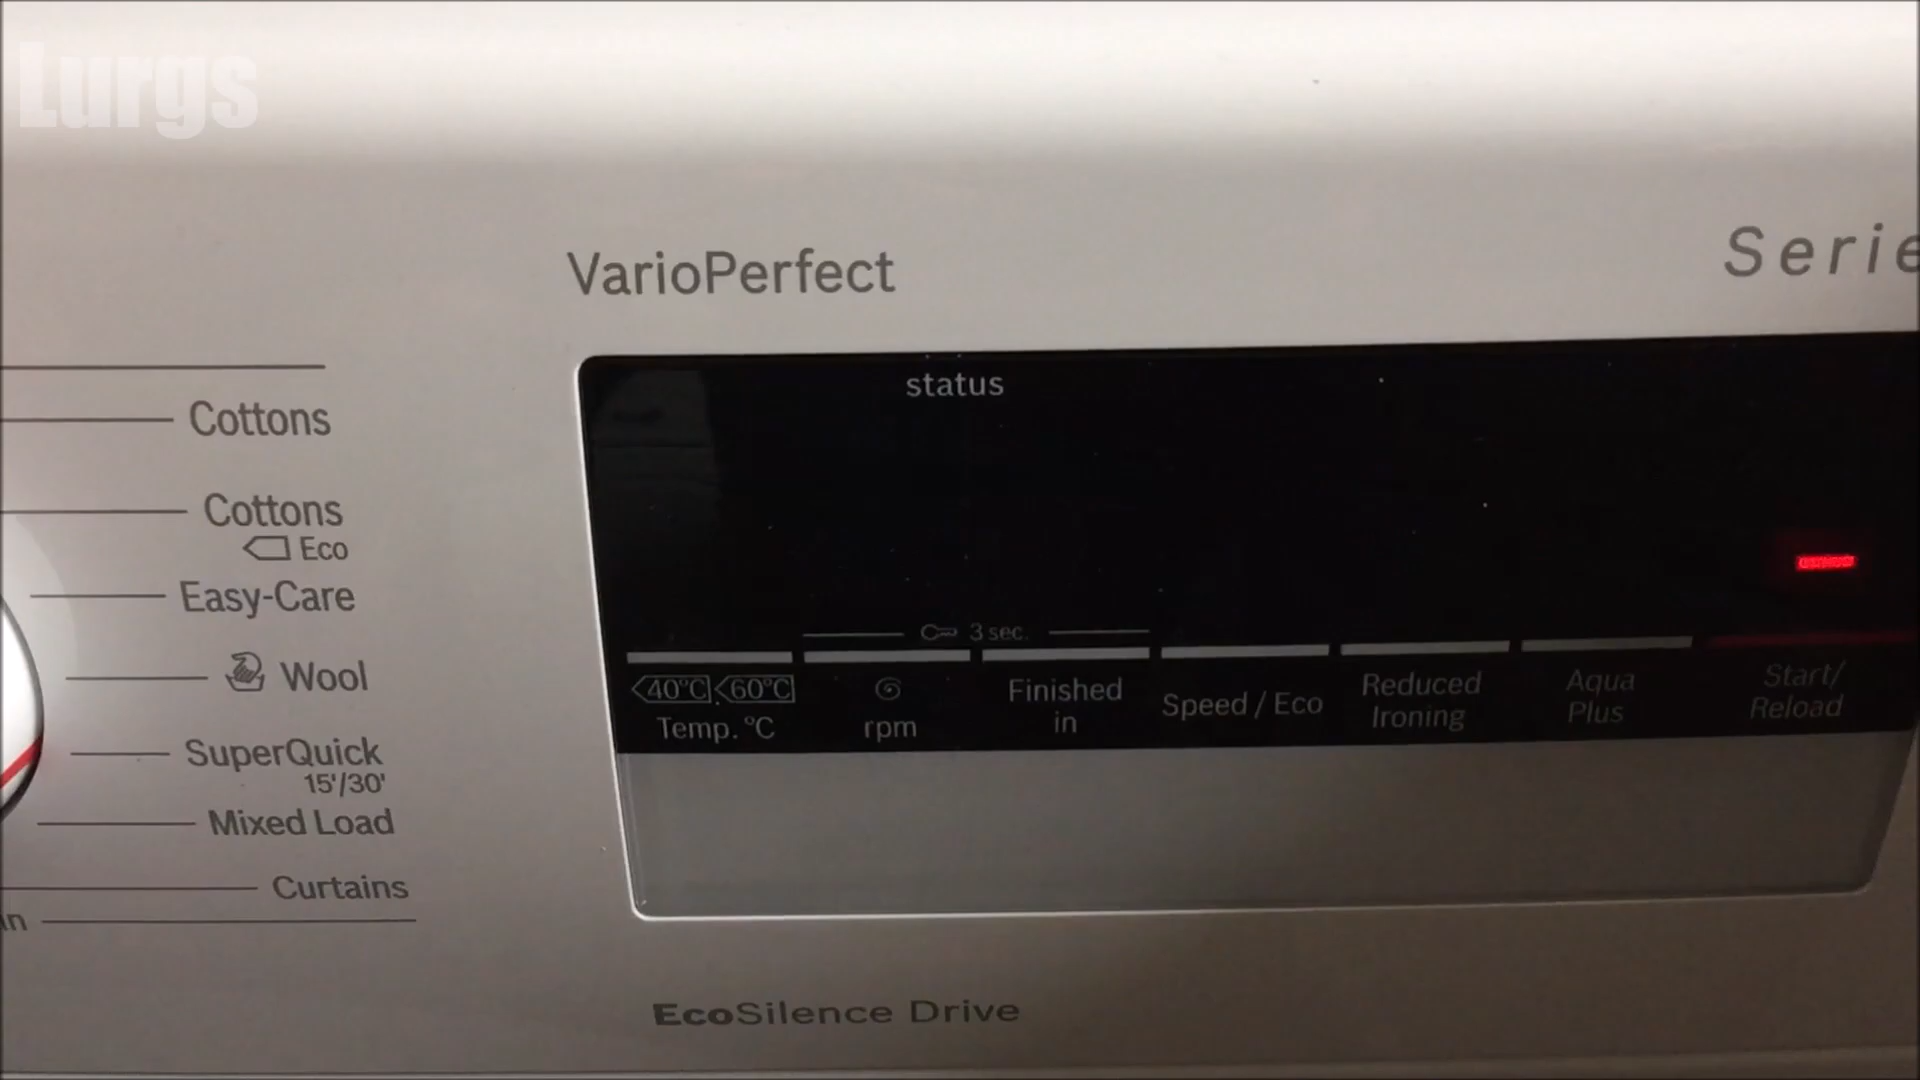 Lurgs
VarioPerfect
Serie
Cottons
Cottons
Eco
Easy-Care
Wool
SuperQuick
15'/30'
Mixed Load
Curtains
in
status
3 sec.
40°C 60°C
Temp. °C
rpm
Finished
in
Speed / Eco
Reduced
Ironing
Aqua
Plus
Start/
Reload
EcoSilence Drive